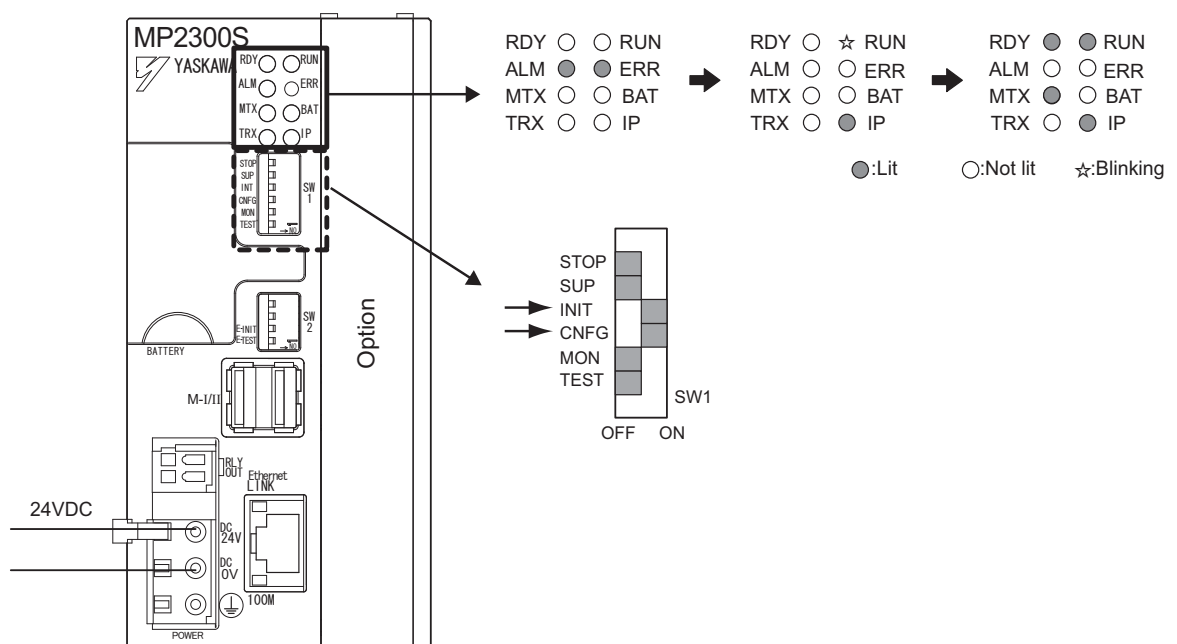 MP2300S
YASKAWA
RDY RUN
ALM ERR
MTX BAT
TRX IP
STOP
SUP
INT
CNFG
MON
TEST
SW
1
→ON
E-INIT
E-TEST
SW
2
→ON
BATTERY
Option
M-I/II
RLY
OUT
Ethernet
LINK
24VDC
DC
24V
DC
0V
100M
POWER
RDY RUN
ALM ERR
MTX BAT
TRX IP
RDY RUN
ALM ERR
MTX BAT
TRX IP
RDY RUN
ALM ERR
MTX BAT
TRX IP
:Lit :Not lit ☆:Blinking
STOP
SUP
INIT
CNFG
MON
TEST
SW1
OFF ON